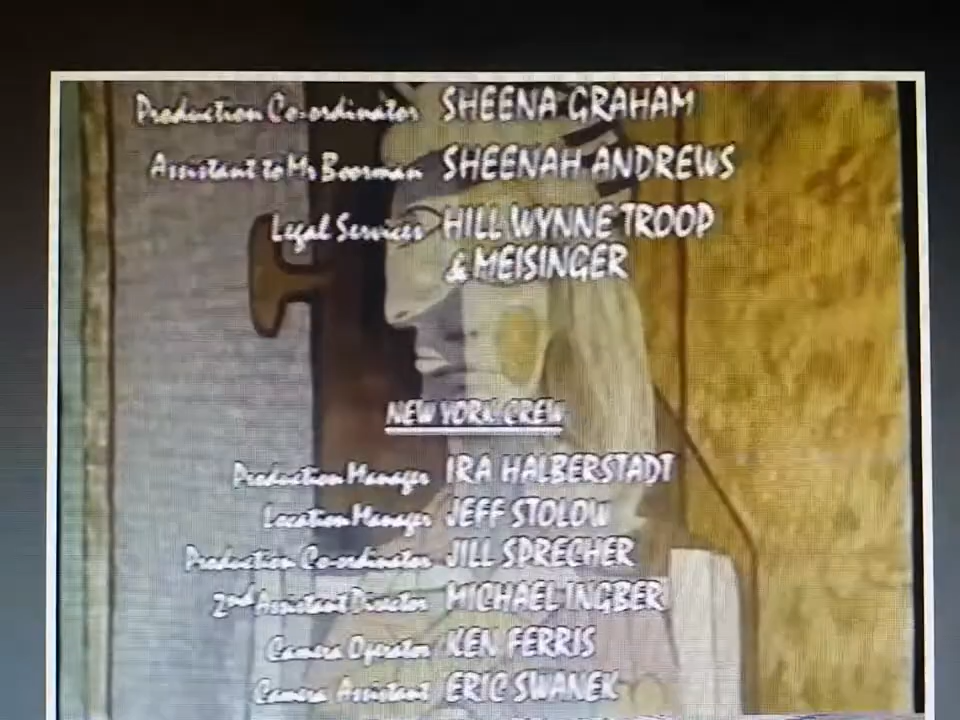 Production Co-ordinator SHEENA GRAHAM
Assistant to Mr Boorman SHEENAH ANDREWS
Legal Services HILL WYNNE TROOP
& MEISINGER
NEW YORK CREW
Production Manager IRA HALBERSTADT
Location Manager JEFF STOLOW
Production Co-ordinator JILL SPRECHER
2nd Assistant Director MICHAEL INGBER
Camera Operator KEN FERRIS
Camera Assistant ERIC SWANEK